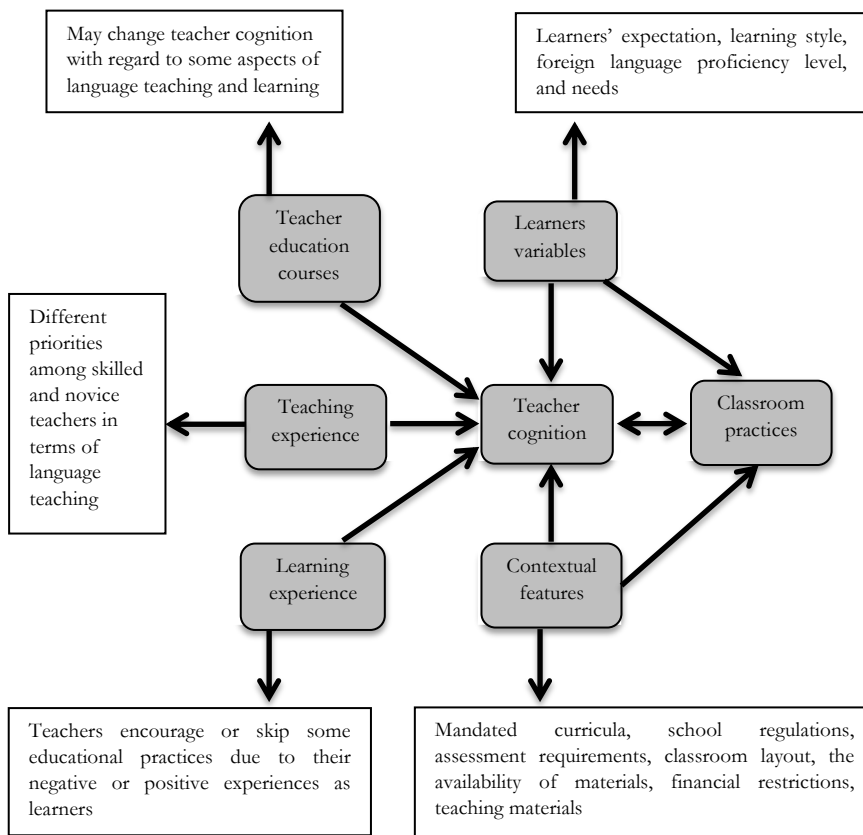 May change teacher cognition
with regard to some aspects of
language teaching and learning
Learners’ expectation, learning style,
foreign language proficiency level,
and needs
Teacher
education
courses
Learners
variables
Different
priorities
among skilled
and novice
teachers in
terms of
language
teaching
Teaching
experience
Teacher
cognition
Classroom
practices
Learning
experience
Contextual
features
Teachers encourage or skip some
educational practices due to their
negative or positive experiences as
learners
Mandated curricula, school regulations,
assessment requirements, classroom layout, the
availability of materials, financial restrictions,
teaching materials